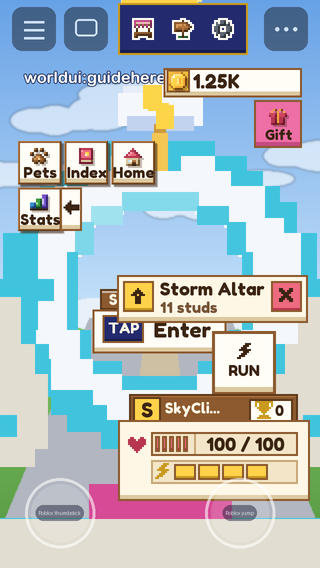 worldui:guidehere
1.25K
Gift
Pets
Index
Home
Stats
Storm Altar
11 studs
S
TAP
Enter
RUN
S
SkyCli...
0
100 / 100
Roblox thumbstick
Roblox jump